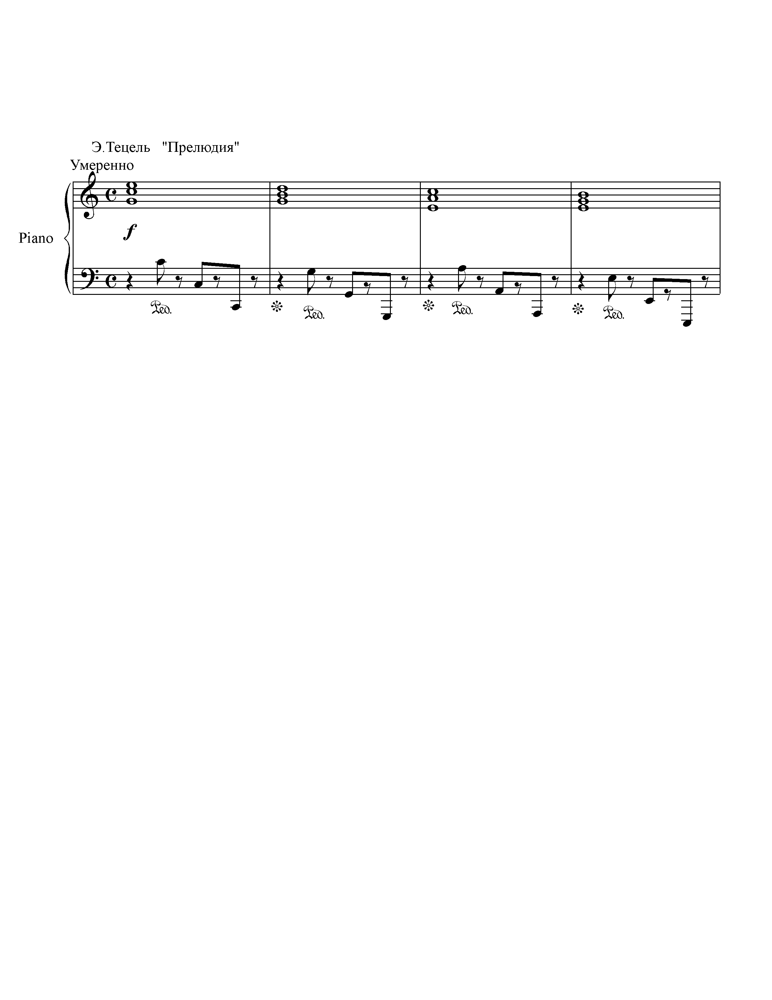 Э.Тецель "Прелюдия"
Умеренно
f
Piano
Ped. Ped. Ped. Ped.